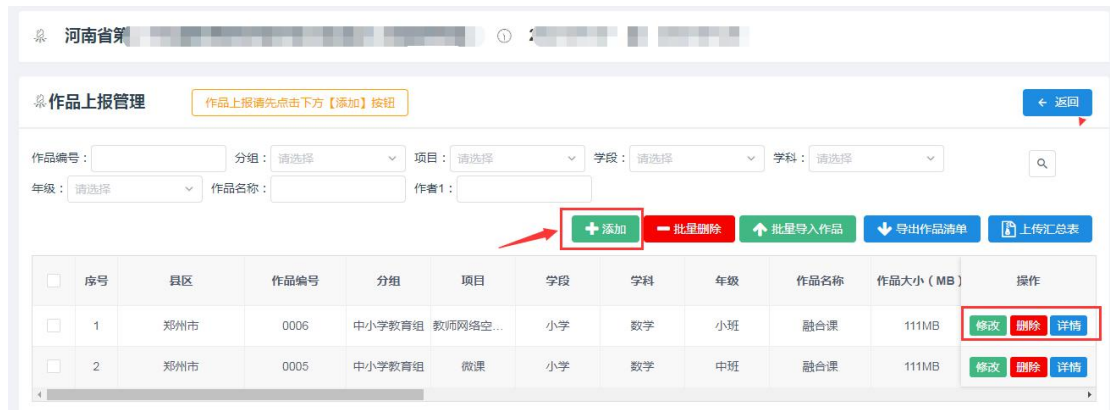 河南省第
作品上报管理 作品上报请先点击下方【添加】按钮 返回
作品编号： 分组：请选择 项目：请选择 学段：请选择 学科：请选择
年级：请选择 作品名称： 作者1：
添加 批量删除 批量导入作品 导出作品清单 上传汇总表
序号 县区 作品编号 分组 项目 学段 学科 年级 作品名称 作品大小（MB） 操作
1 郑州市 0006 中小学教育组 教师网络空... 小学 数学 小班 融合课 111MB 修改 删除 详情
2 郑州市 0005 中小学教育组 微课 小学 数学 中班 融合课 111MB 修改 删除 详情